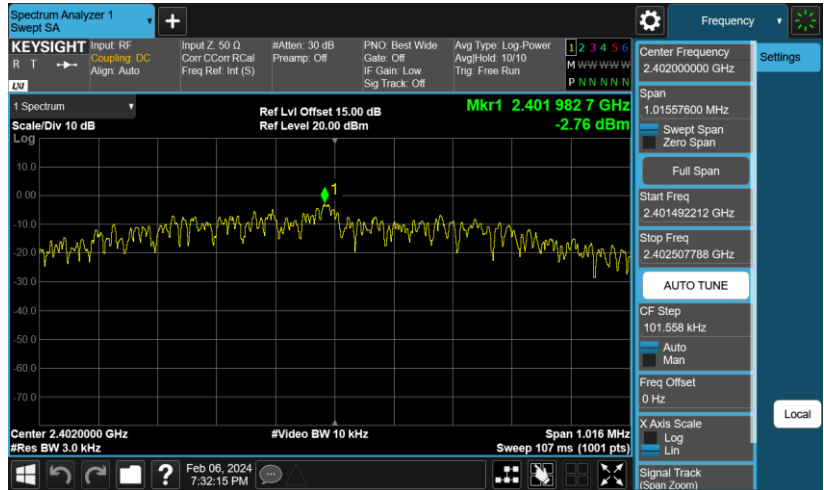 Spectrum Analyzer 1
Swept SA
+
Frequency
KEYSIGHT
R T
LXI
Input: RF
Coupling: DC
Align: Auto
Input Z: 50 Ω
Corr CCorr RCal
Freq Ref: Int (S)
#Atten: 30 dB
Preamp: Off
PNO: Best Wide
Gate: Off
IF Gain: Low
Sig Track: Off
Avg Type: Log-Power
Avg|Hold: 10/10
Trig: Free Run
1 2 3 4 5 6
M W W W W W
P N N N N N
1 Spectrum
Scale/Div 10 dB
Log
Ref Lvl Offset 15.00 dB
Ref Level 20.00 dBm
Mkr1 2.401 982 7 GHz
-2.76 dBm
1
10.0
0.00
-10.0
-20.0
-30.0
-40.0
-50.0
-60.0
-70.0
Center 2.4020000 GHz
#Res BW 3.0 kHz
#Video BW 10 kHz
Span 1.016 MHz
Sweep 107 ms (1001 pts)
?
Feb 06, 2024
7:32:15 PM
Center Frequency
2.402000000 GHz
Span
1.01557600 MHz
Swept Span
Zero Span
Full Span
Start Freq
2.401492212 GHz
Stop Freq
2.402507788 GHz
AUTO TUNE
CF Step
101.558 kHz
Auto
Man
Freq Offset
0 Hz
X Axis Scale
Log
Lin
Signal Track
(Span Zoom)
Settings
Local